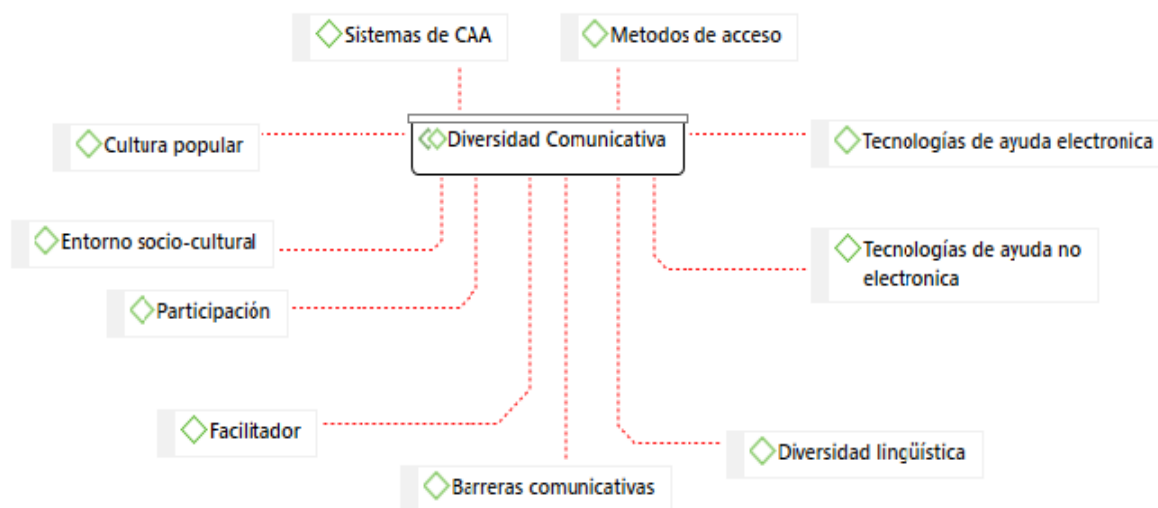 Sistemas de CAA
Metodos de acceso
Cultura popular
Diversidad Comunicativa
Tecnologías de ayuda electronica
Entorno socio-cultural
Tecnologías de ayuda no
electronica
Participación
Facilitador
Diversidad lingüística
Barreras comunicativas